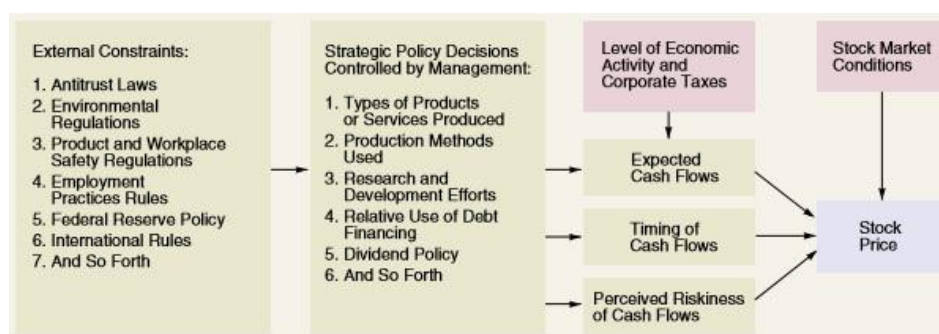 External Constraints:
1. Antitrust Laws
2. Environmental
Regulations
3. Product and Workplace
Safety Regulations
4. Employment
Practices Rules
5. Federal Reserve Policy
6. International Rules
7. And So Forth
Strategic Policy Decisions
Controlled by Management:
1. Types of Products
or Services Produced
2. Production Methods
Used
3. Research and
Development Efforts
4. Relative Use of Debt
Financing
5. Dividend Policy
6. And So Forth
Level of Economic
Activity and
Corporate Taxes
Expected
Cash Flows
Timing of
Cash Flows
Perceived Riskiness
of Cash Flows
Stock Market
Conditions
Stock
Price